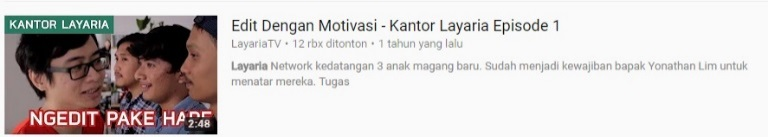 KANTOR LAYARIA
NGEDIT PAKE
2:48
Edit Dengan Motivasi - Kantor Layaria Episode 1
LayariaTV • 12 rbx ditonton • 1 tahun yang lalu
Layaria Network kedatangan 3 anak magang baru. Sudah menjadi kewajiban bapak Yonathan Lim untuk
menatar mereka. Tugas